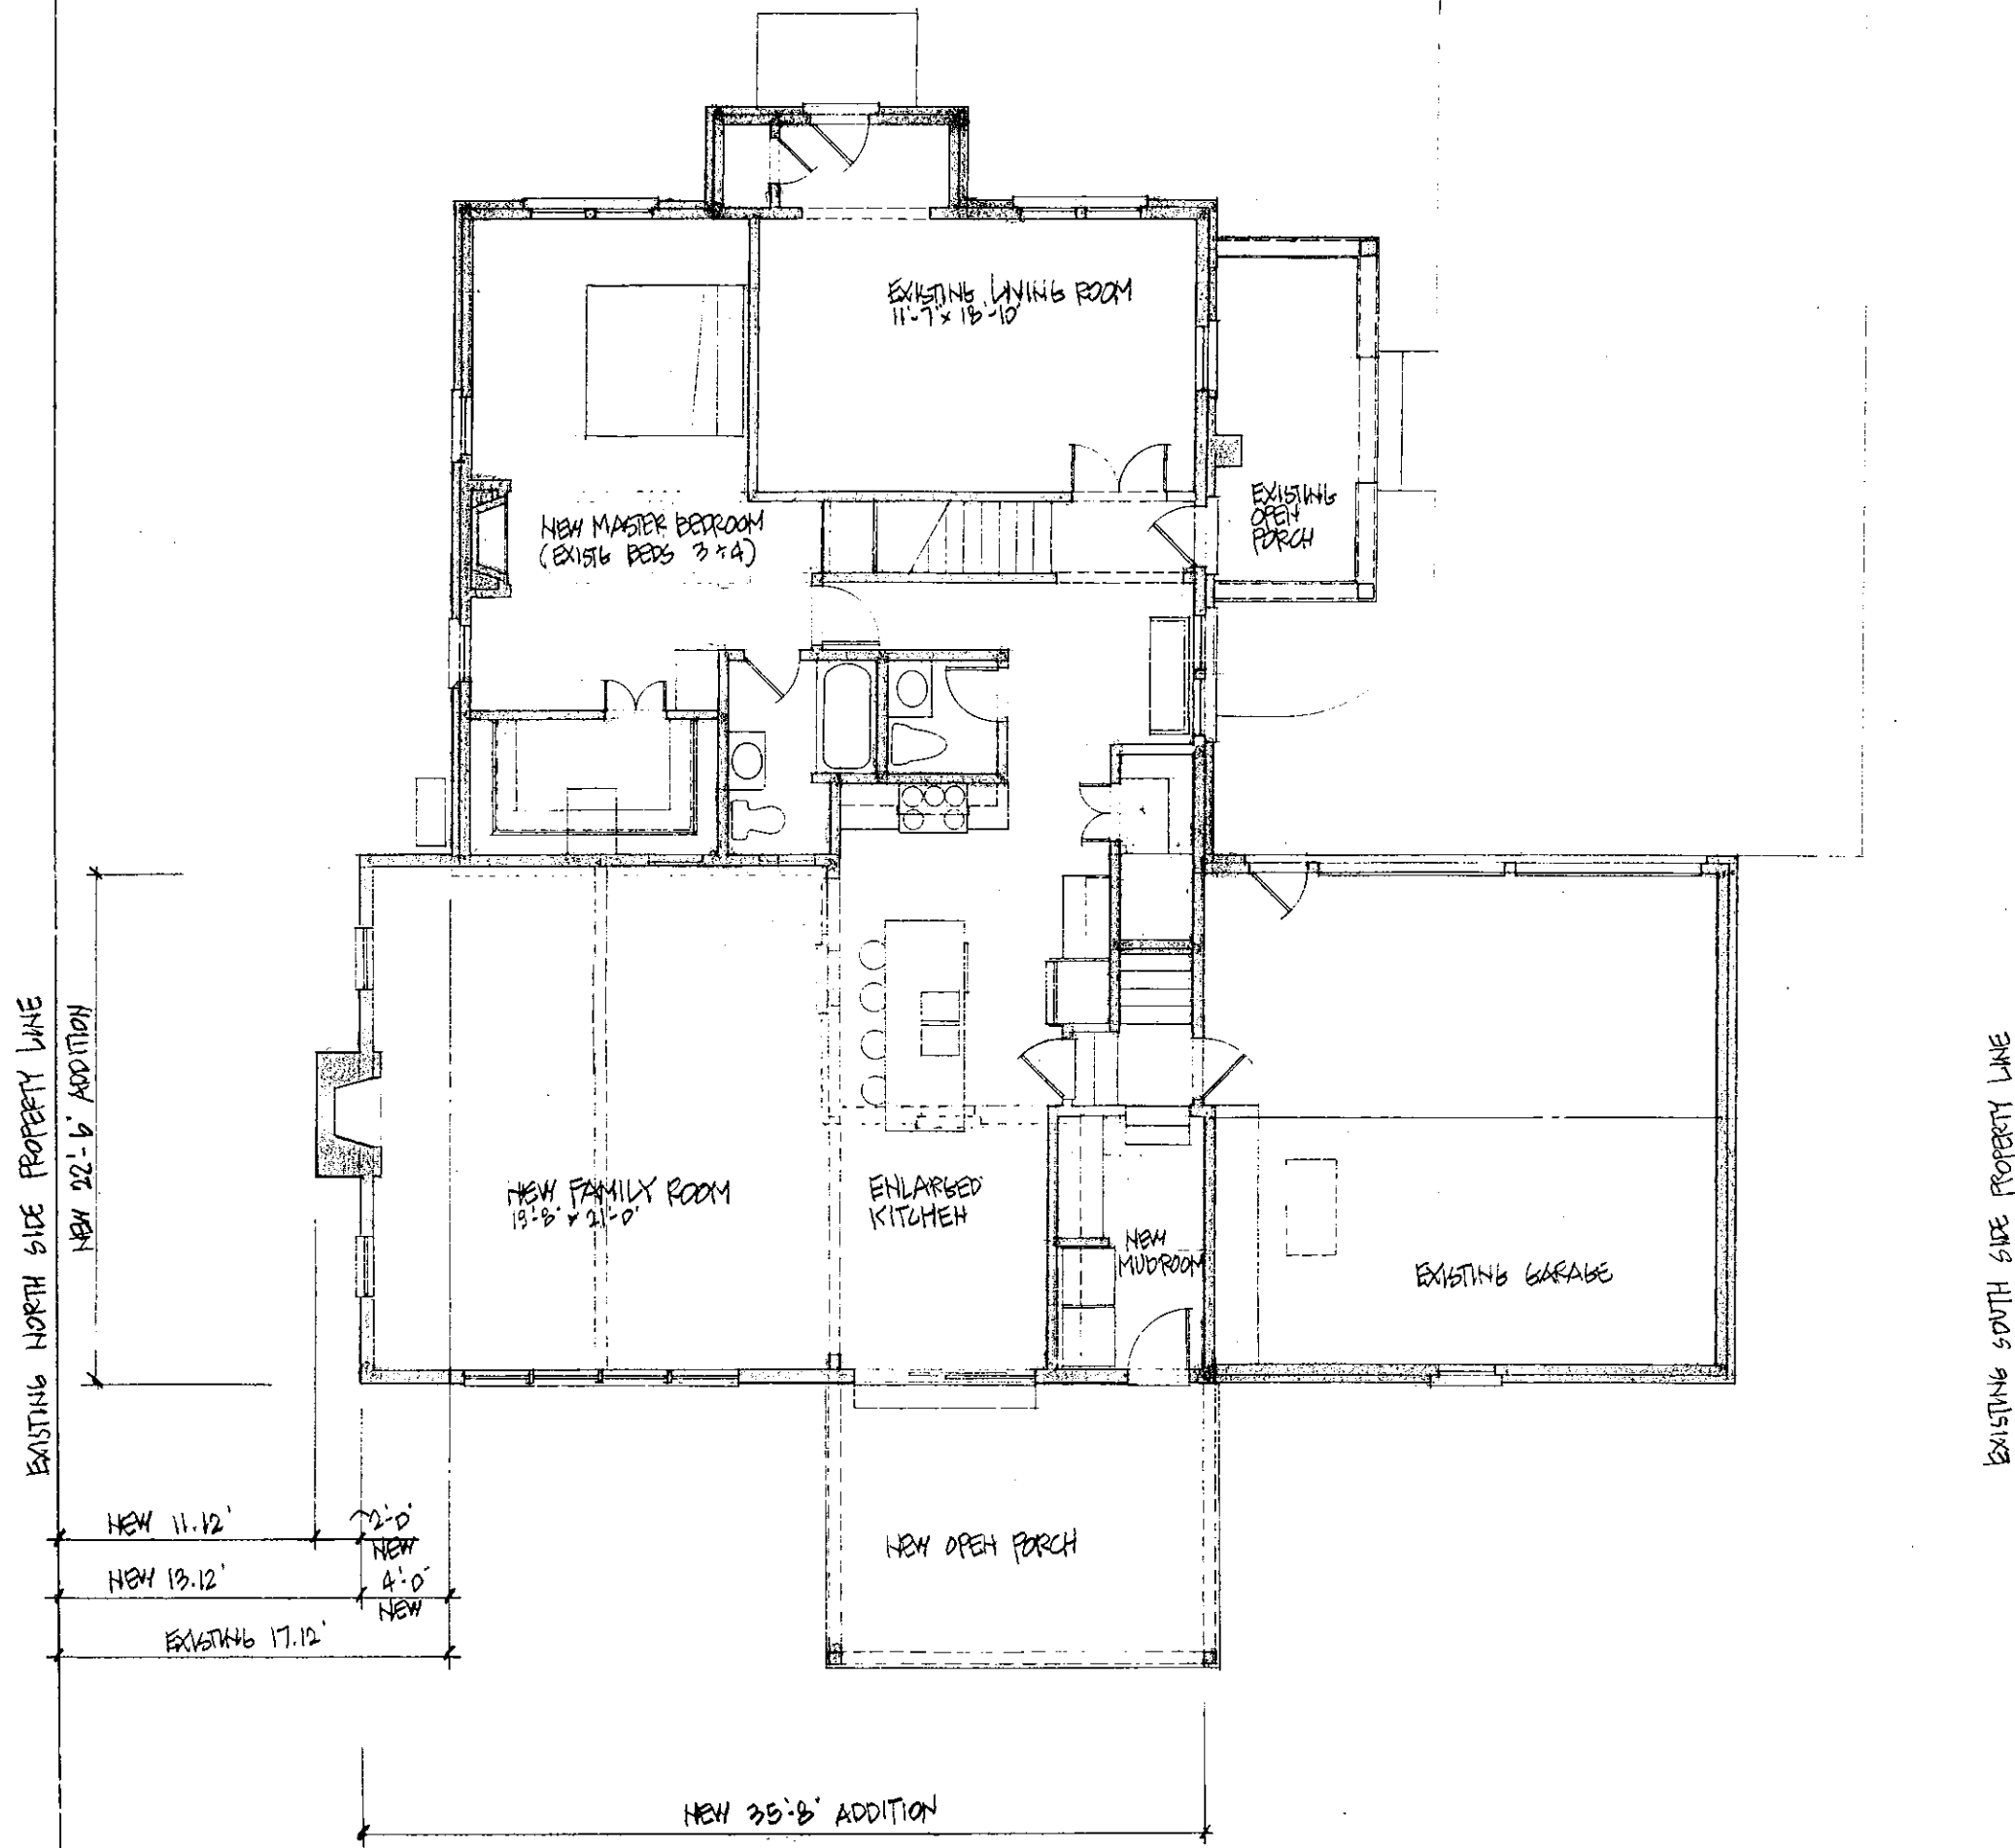 EXISTING LIVING ROOM
11'-7" x 18'-10"
EXISTING
OPEN
PORCH
NEW MASTER BEDROOM
(EXIST'G BEDS 3 & 4)
EXISTING NORTH SIDE PROPERTY LINE
NEW 22'-6" ADDITION
EXISTING SOUTH SIDE PROPERTY LINE
NEW FAMILY ROOM
19'-8" x 21'-0"
ENLARGED
KITCHEN
NEW
MUDROOM
EXISTING GARAGE
NEW 11.12'
~2'-0"
NEW
NEW 13.12'
4'-0"
NEW
EXISTING 17.12'
NEW OPEN PORCH
NEW 35'-8" ADDITION